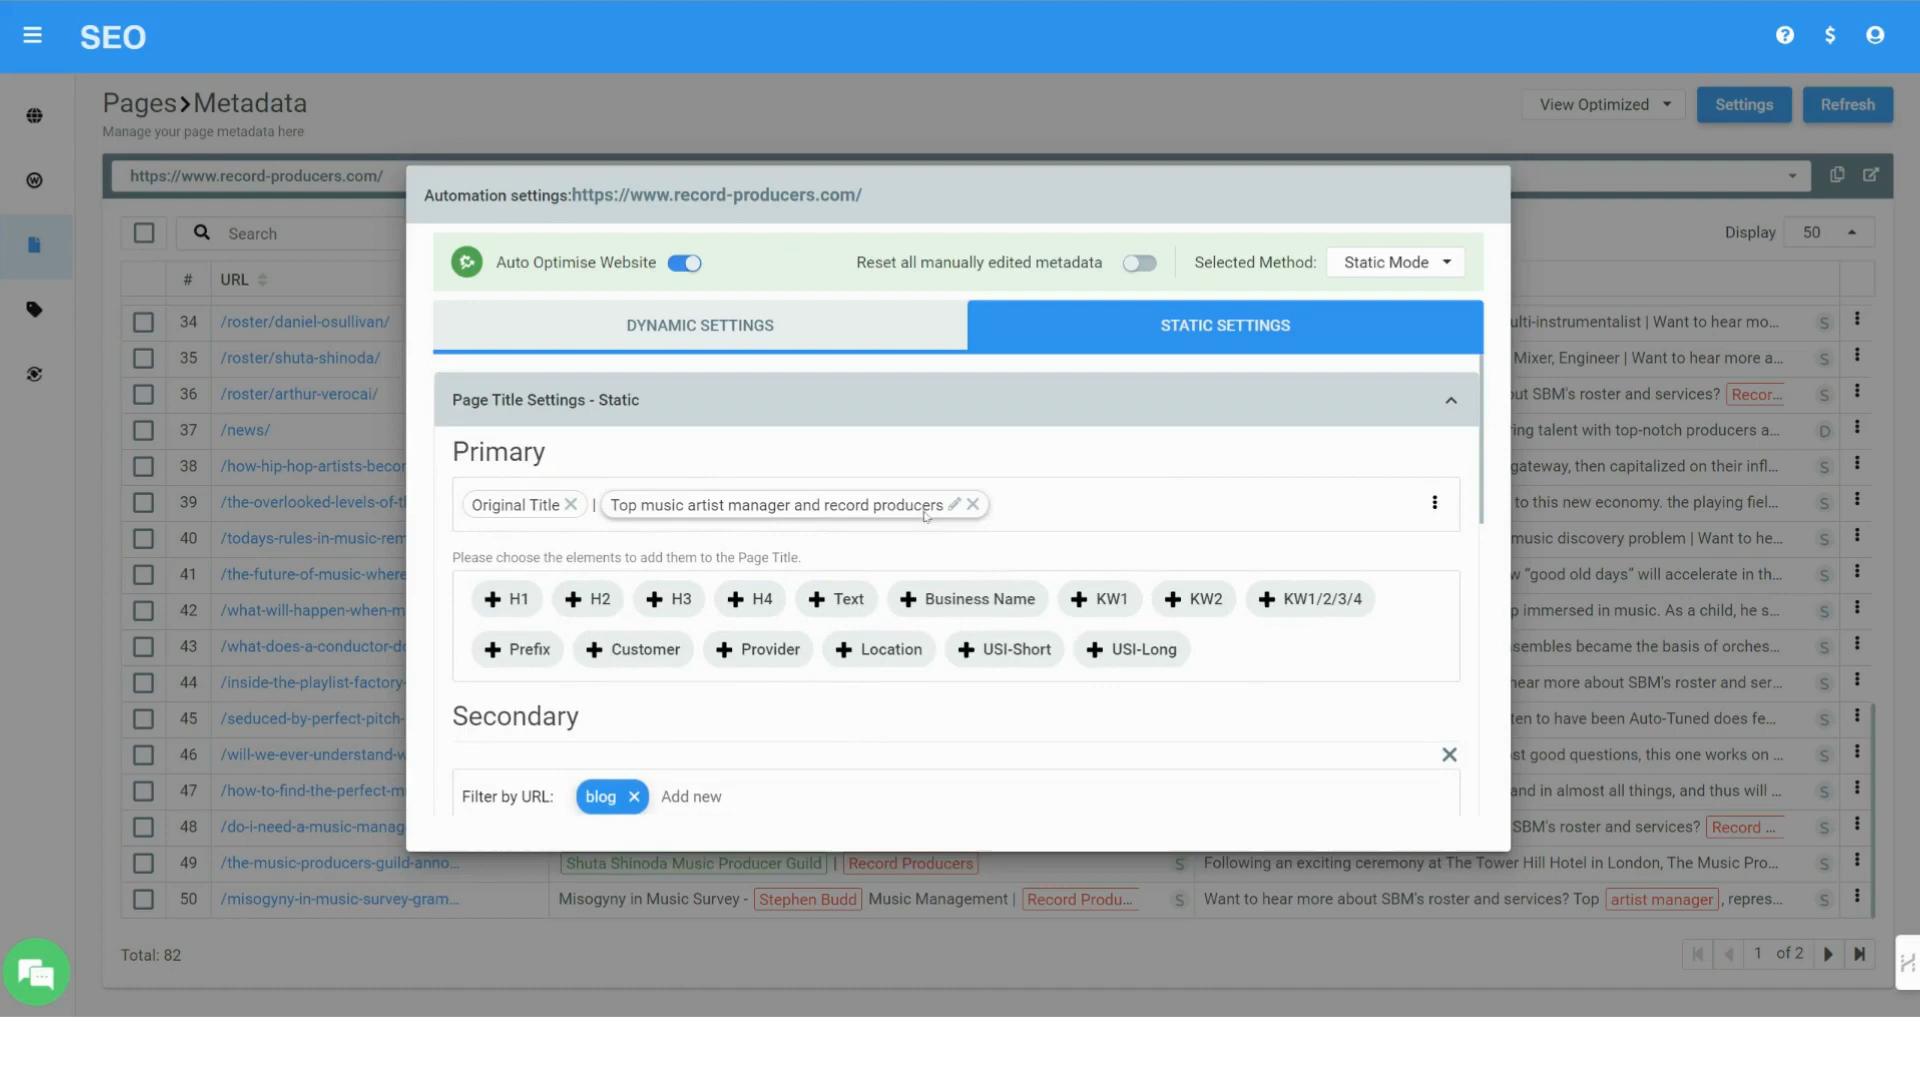 SEO
Pages>Metadata
Manage your page metadata here
View Optimized
Settings
Refresh
https://www.record-producers.com/
Automation settings:https://www.record-producers.com/
Search
Display 50
Auto Optimise Website
Reset all manually edited metadata
Selected Method: Static Mode
# URL
DYNAMIC SETTINGS
STATIC SETTINGS
34 /roster/daniel-osullivan/
ulti-instrumentalist | Want to hear mo... S
35 /roster/shuta-shinoda/
Mixer, Engineer | Want to hear more a... S
36 /roster/arthur-verocai/
out SBM's roster and services? Recor... S
37 /news/
ring talent with top-notch producers a... D
38 /how-hip-hop-artists-becor
gateway, then capitalized on their infl... S
39 /the-overlooked-levels-of-t
to this new economy. the playing fiel... S
40 /todays-rules-in-music-rem
music discovery problem | Want to he... S
41 /the-future-of-music-where
w “good old days” will accelerate in th... S
42 /what-will-happen-when-m
p immersed in music. As a child, he s... S
43 /what-does-a-conductor-do
sembles became the basis of orches... S
44 /inside-the-playlist-factory-
hear more about SBM's roster and ser... S
45 /seduced-by-perfect-pitch-
ten to have been Auto-Tuned does fe... S
46 /will-we-ever-understand-w
st good questions, this one works on ... S
47 /how-to-find-the-perfect-m
and in almost all things, and thus will ... S
48 /do-i-need-a-music-manag
SBM's roster and services? Record ... S
49 /the-music-producers-guild-anno... Shuta Shinoda Music Producer Guild | Record Producers S Following an exciting ceremony at The Tower Hill Hotel in London, The Music Pro... S
50 /misogyny-in-music-survey-gram... Misogyny in Music Survey - Stephen Budd Music Management | Record Produ... S Want to hear more about SBM's roster and services? Top artist manager, repres... S
Page Title Settings - Static
Primary
Original Title | Top music artist manager and record producers
Please choose the elements to add them to the Page Title.
H1 H2 H3 H4 Text Business Name KW1 KW2 KW1/2/3/4
Prefix Customer Provider Location USI-Short USI-Long
Secondary
Filter by URL: blog Add new
Total: 82
1 of 2